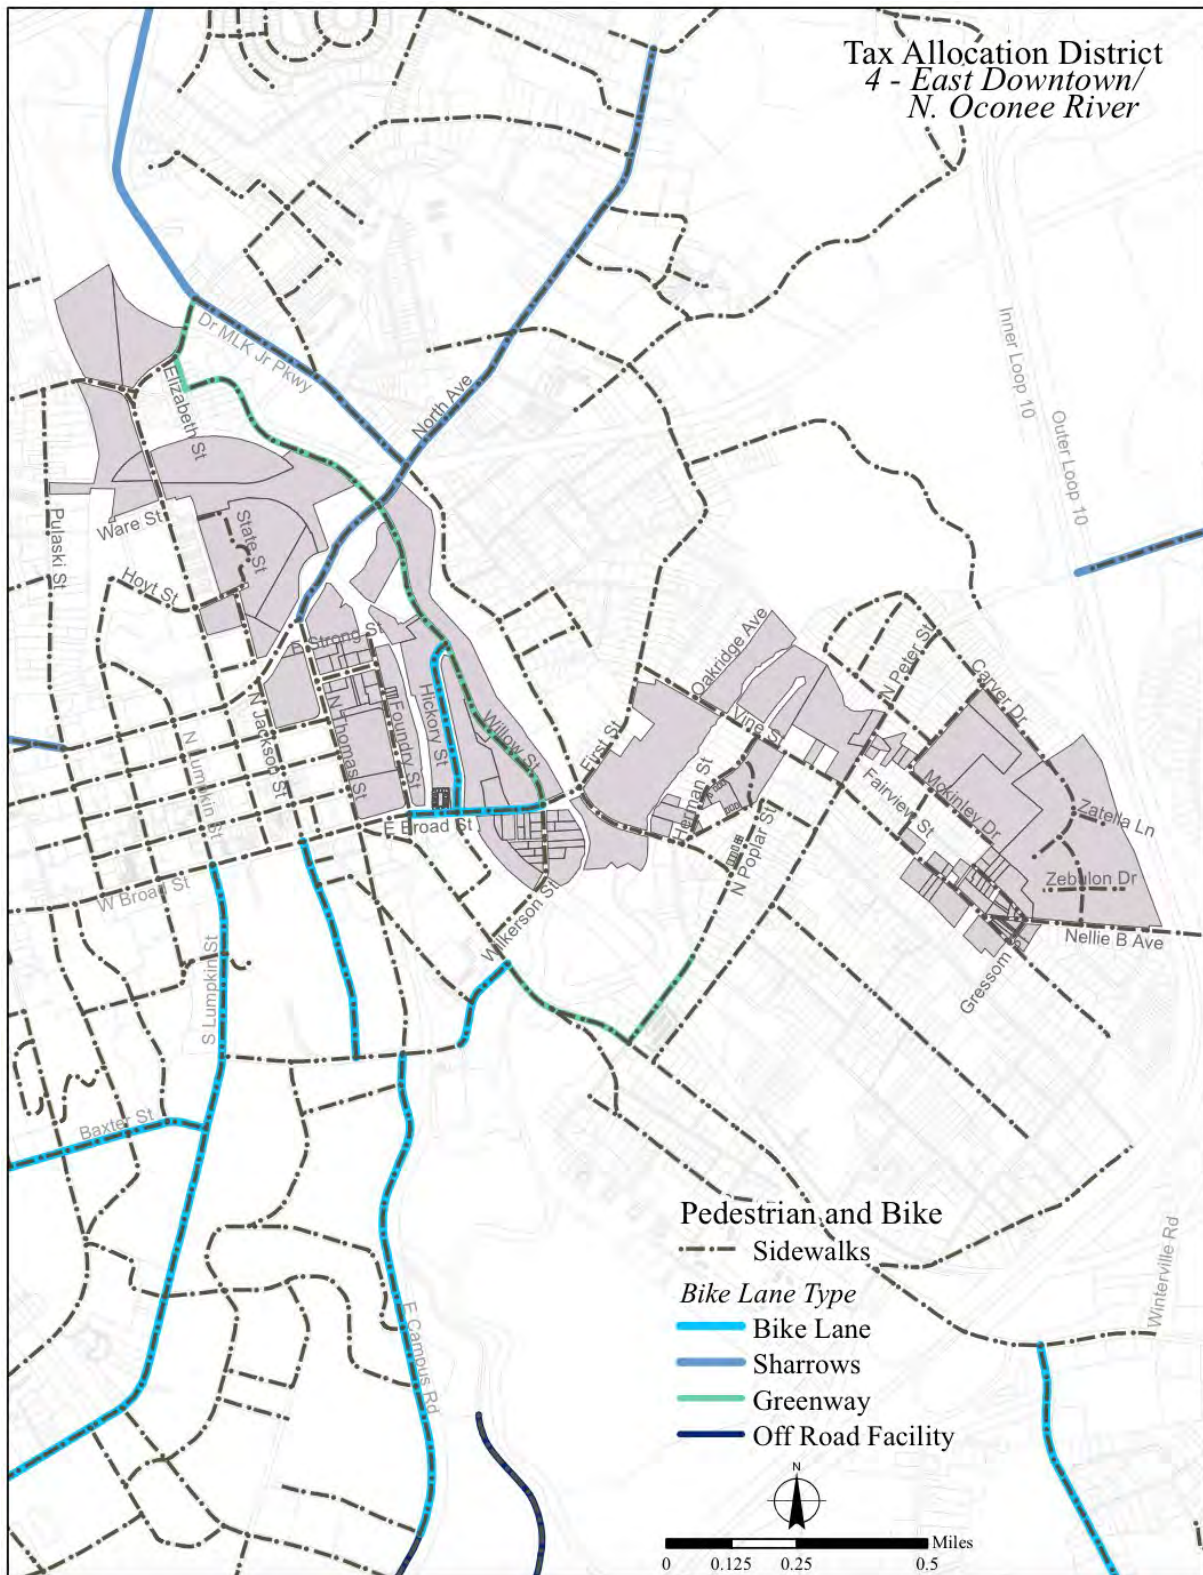 Tax Allocation District
4 - East Downtown/
N. Oconee River
Dr MLK Jr Pkwy
Elizabeth St
North Ave
Inner Loop 10
Outer Loop 10
Pulaski St
Ware St
State St
Hoyt St
E Strong St
Oakridge Ave
N Peter St
Carver Dr
N Jackson St
N Thomas St
Foundry St
Hickory St
Willow St
First St
Vine St
N Lumpkin St
Herman St
Fairview St
Mckinley Dr
Zatella Ln
E Broad St
N Poplar St
W Broad St
Wilkerson St
Zebulon Dr
Nellie B Ave
S Lumpkin St
Baxter St
E Campus Rd
Winterville Rd
Pedestrian and Bike
Sidewalks
Bike Lane Type
Bike Lane
Sharrows
Greenway
Off Road Facility
N
Miles
0 0.125 0.25 0.5